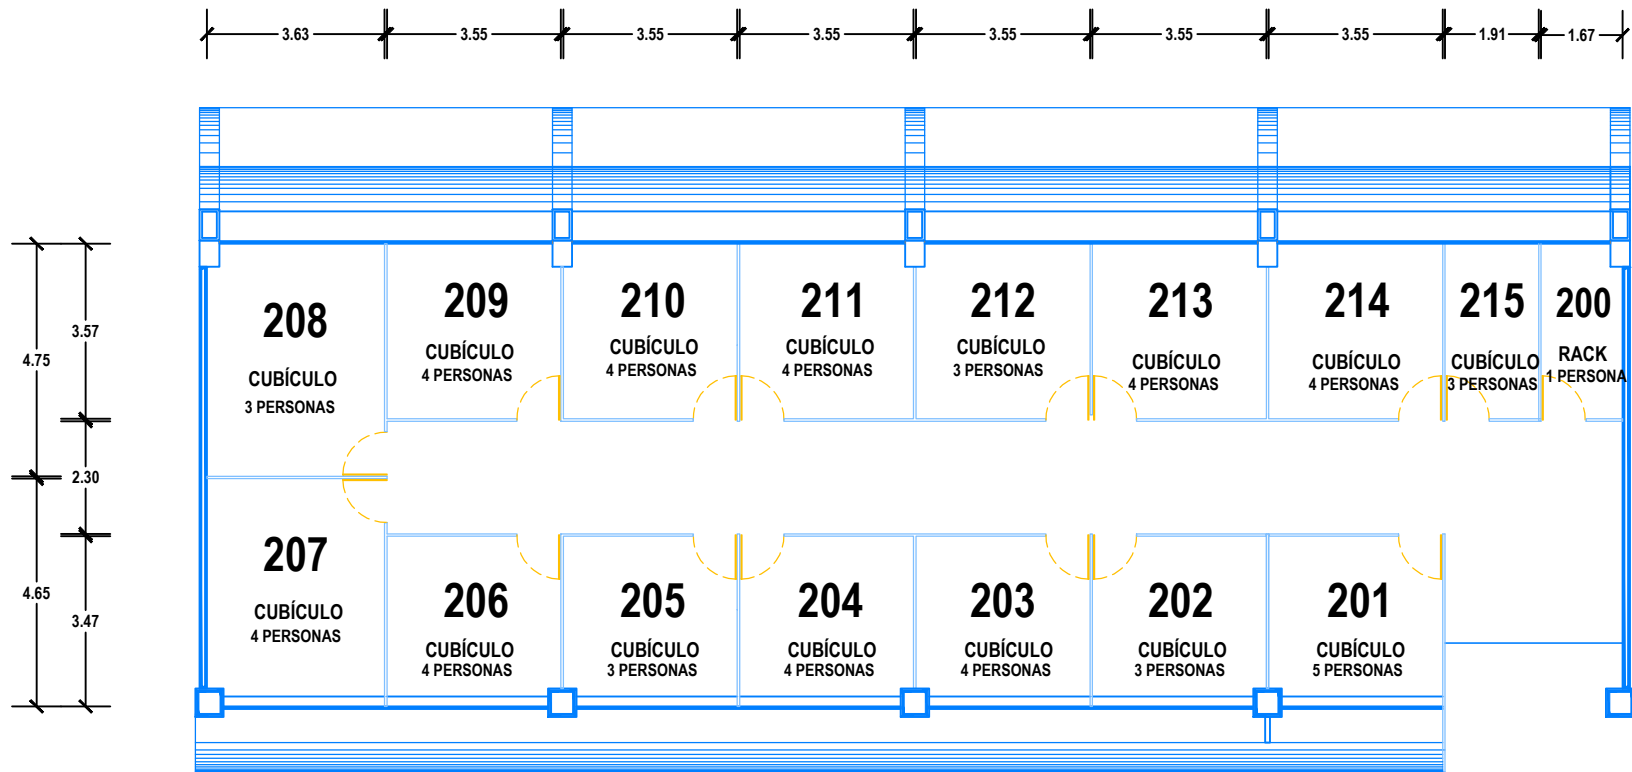 3.63 3.55 3.55 3.55 3.55 3.55 3.55 1.91 1.67
4.75
3.57
2.30
4.65
3.47
208
CUBÍCULO
3 PERSONAS
209
CUBÍCULO
4 PERSONAS
210
CUBÍCULO
4 PERSONAS
211
CUBÍCULO
4 PERSONAS
212
CUBÍCULO
3 PERSONAS
213
CUBÍCULO
4 PERSONAS
214
CUBÍCULO
4 PERSONAS
215
CUBÍCULO
3 PERSONAS
200
RACK
1 PERSONA
207
CUBÍCULO
4 PERSONAS
206
CUBÍCULO
4 PERSONAS
205
CUBÍCULO
3 PERSONAS
204
CUBÍCULO
4 PERSONAS
203
CUBÍCULO
4 PERSONAS
202
CUBÍCULO
3 PERSONAS
201
CUBÍCULO
5 PERSONAS